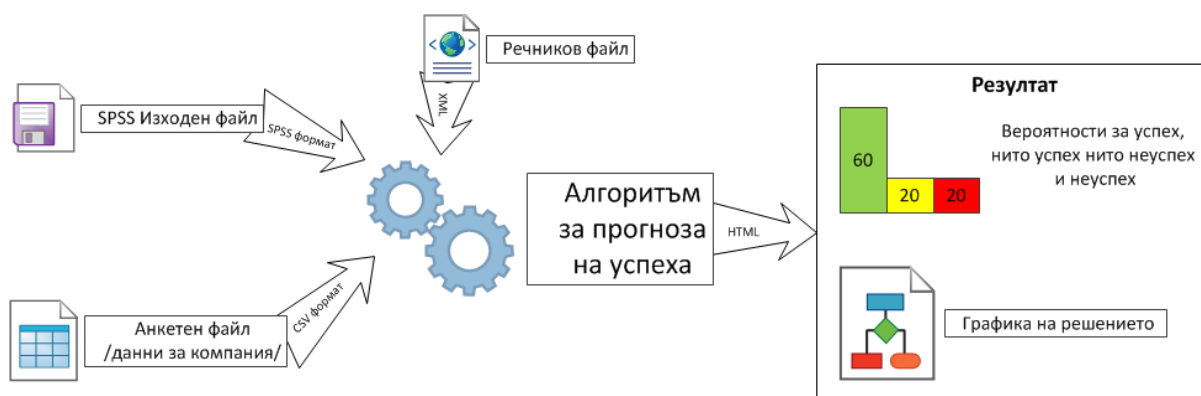 Речников файл
XML
SPSS Изходен файл
SPSS формат
Анкетен файл
/данни за компания/
CSV формат
Алгоритъм
за прогноза
на успеха
HTML
Резултат
60
20
20
Вероятности за успех,
нито успех нито неуспех
и неуспех
Графика на решението